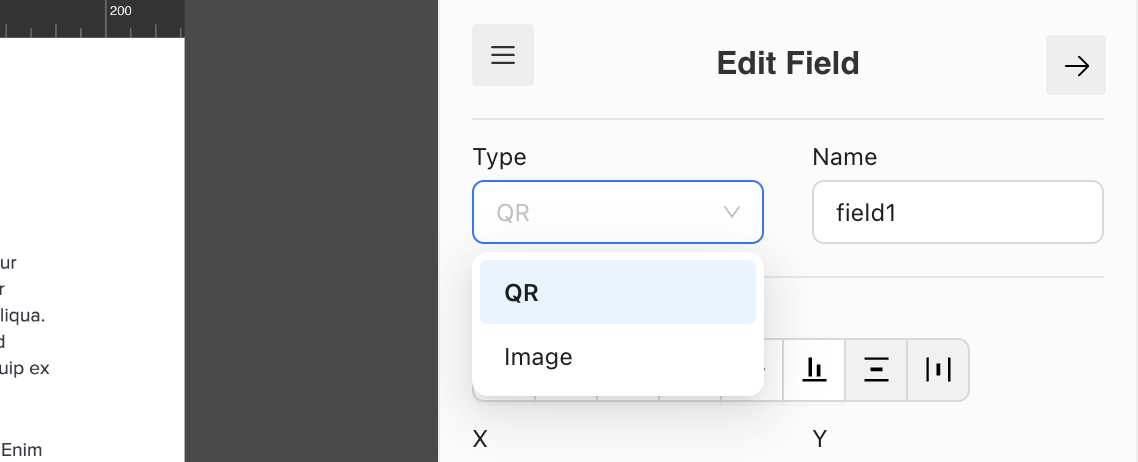 200
Edit Field
Type
Name
QR
field1
QR
Image
X
Y
ur
r
liqua.
d
uip ex
Enim